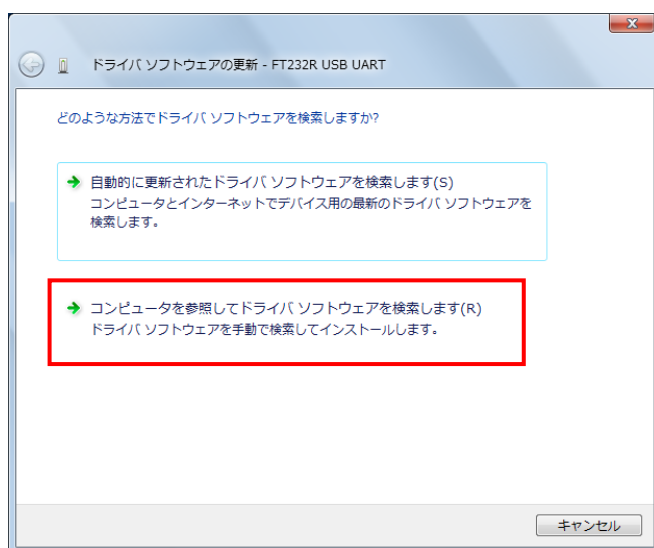 ドライバ ソフトウェアの更新 - FT232R USB UART
どのような方法でドライバ ソフトウェアを検索しますか?
自動的に更新されたドライバ ソフトウェアを検索します(S)
コンピュータとインターネットでデバイス用の最新のドライバ ソフトウェアを
検索します。
コンピュータを参照してドライバ ソフトウェアを検索します(R)
ドライバ ソフトウェアを手動で検索してインストールします。
キャンセル